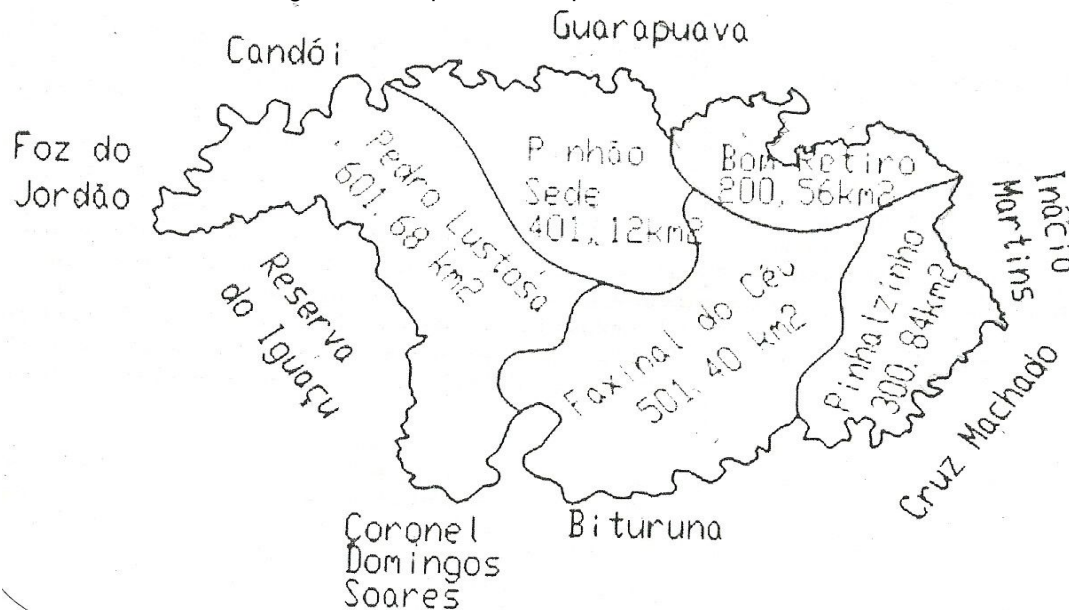 Guarapuava
Candói
Foz do
Jordão
Pedro Lustosa
601,68 km2
Pinhão
Sede
401,12km2
Bom Retiro
200,56km2
Inácio
Martins
Reserva
do Iguaçu
Faxinal do Céu
501,40 km2
Pinhalzinho
300,84km2
Cruz Machado
Coronel
Domingos
Soares
Bituruna